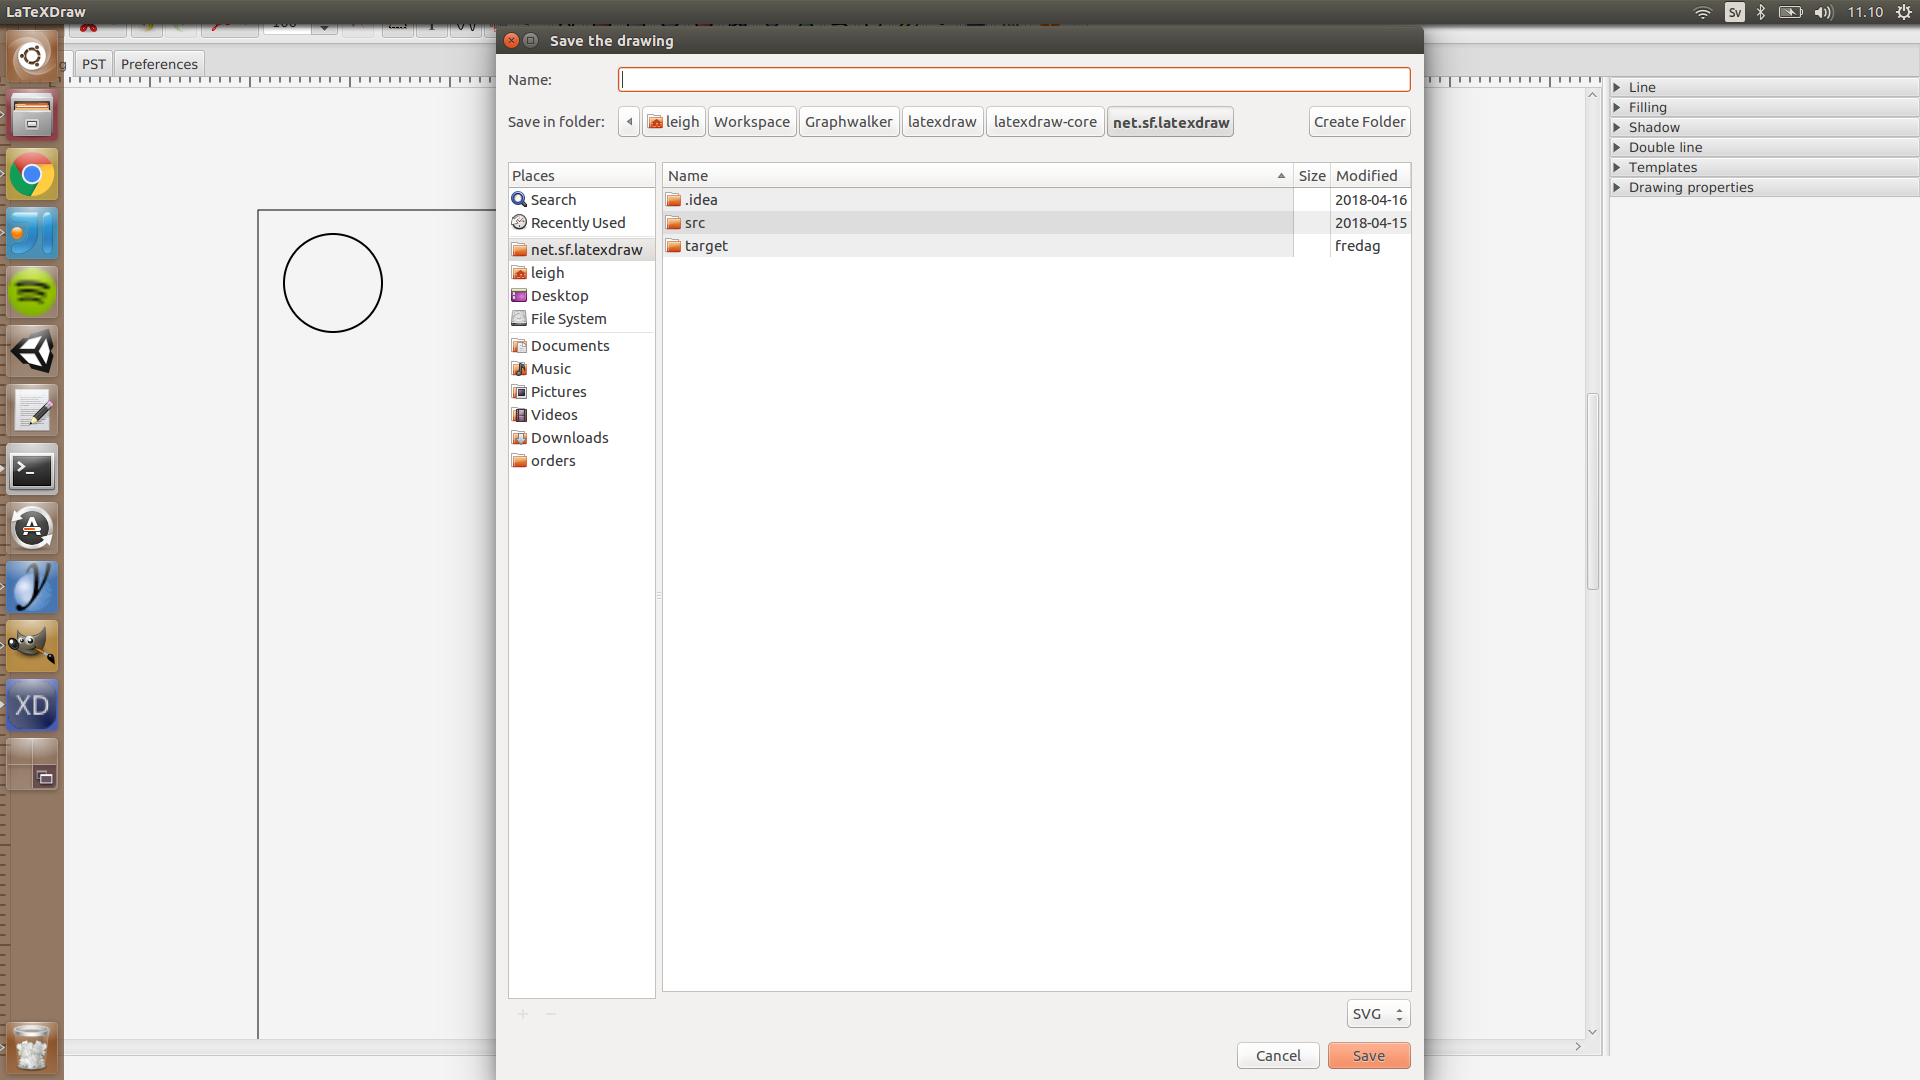 LaTeXDraw
Sv
11.10
Save the drawing
PST
Preferences
Name:
Save in folder:
leigh
Workspace
Graphwalker
latexdraw
latexdraw-core
net.sf.latexdraw
Create Folder
Places
Search
Recently Used
net.sf.latexdraw
leigh
Desktop
File System
Documents
Music
Pictures
Videos
Downloads
orders
Name
Size
Modified
.idea
2018-04-16
src
2018-04-15
target
fredag
SVG
Cancel
Save
Line
Filling
Shadow
Double line
Templates
Drawing properties
XD